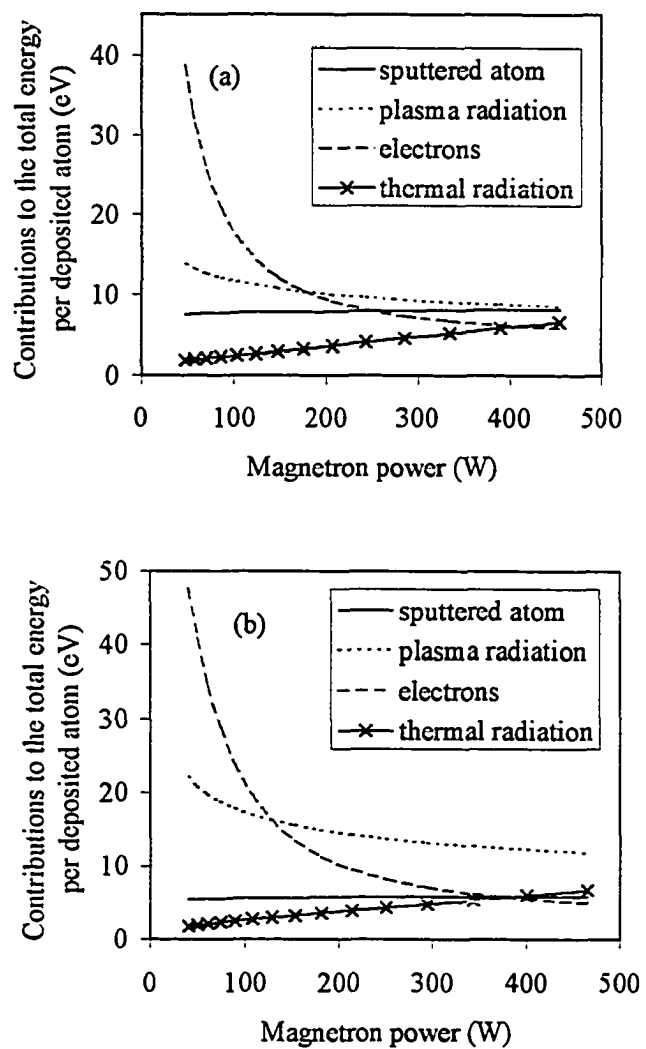 Contributions to the total energy
per deposited atom (eV)
40
30
20
10
0
(a)
sputtered atom
plasma radiation
electrons
thermal radiation
0 100 200 300 400 500
Magnetron power (W)
Contributions to the total energy
per deposited atom (eV)
50
40
30
20
10
0
(b)
sputtered atom
plasma radiation
electrons
thermal radiation
0 100 200 300 400 500
Magnetron power (W)